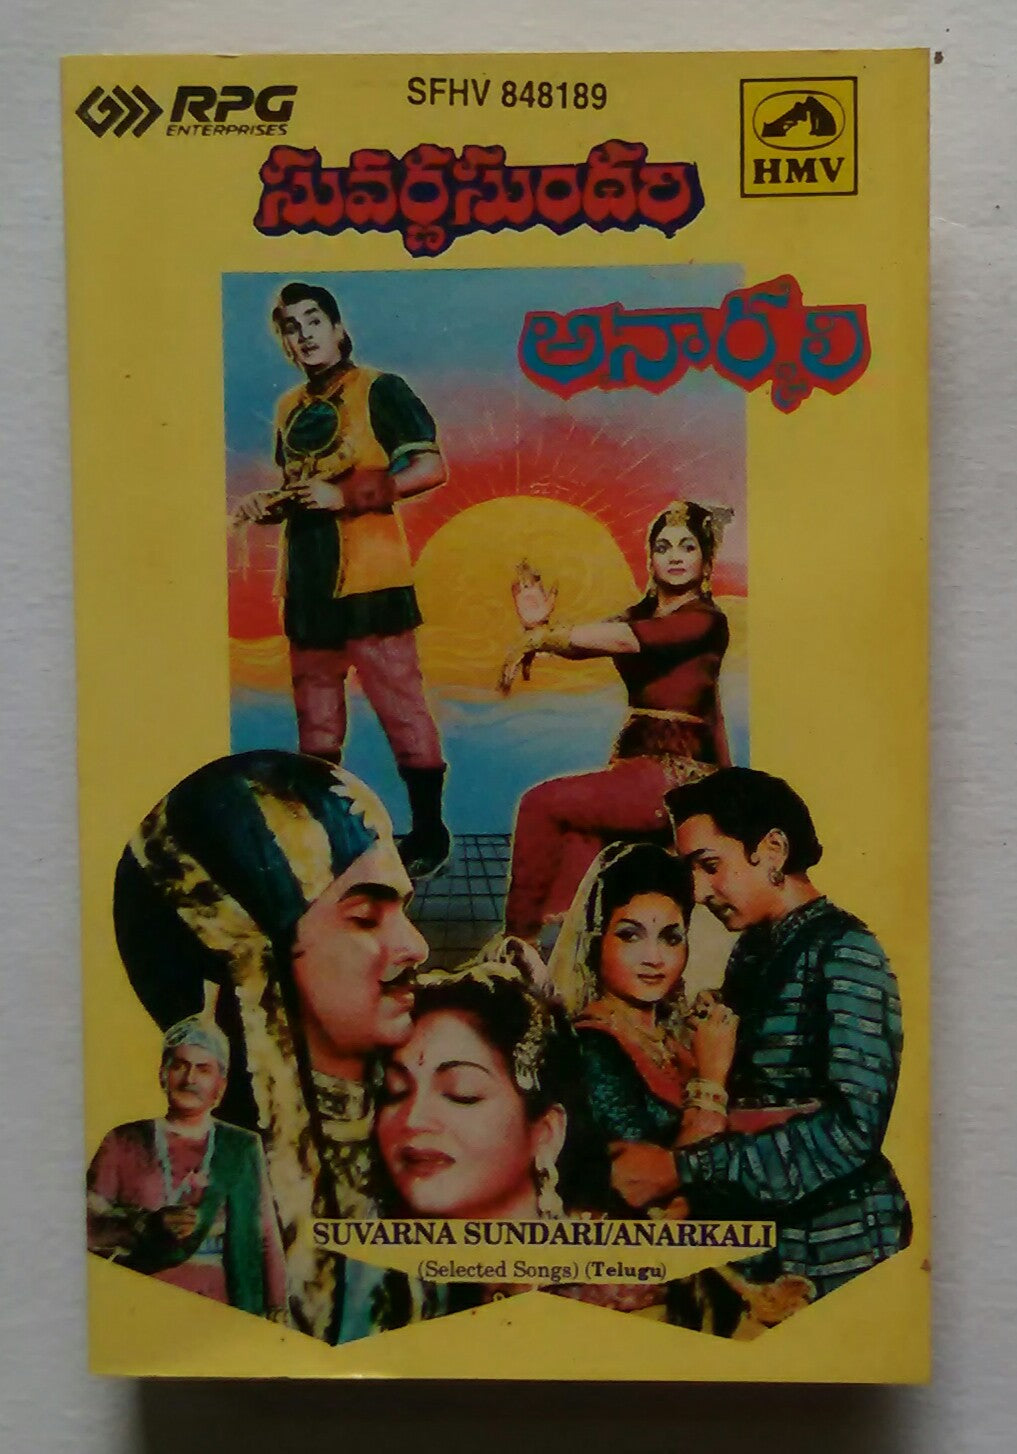 RPG
ENTERPRISES
SFHV 848189
HMV
సువర్ణసుందరి
అనార్కలి
SUVARNA SUNDARI/ANARKALI
(Selected Songs) (Telugu)